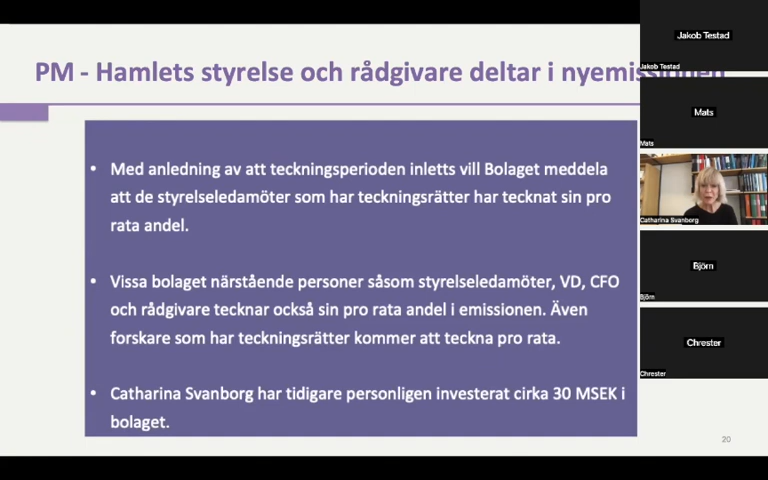 PM - Hamlets styrelse och rådgivare deltar i nyemissionen
• Med anledning av att teckningsperioden inletts vill Bolaget meddela
att de styrelseledamöter som har teckningsrätter har tecknat sin pro
rata andel.
• Vissa bolaget närstående personer såsom styrelseledamöter, VD, CFO
och rådgivare tecknar också sin pro rata andel i emissionen. Även
forskare som har teckningsrätter kommer att teckna pro rata.
• Catharina Svanborg har tidigare personligen investerat cirka 30 MSEK i
bolaget.
20
Jakob Testad
Jakob Testad
Mats
Mats
Catharina Svanborg
Björn
Björn
Chrester
Chrester